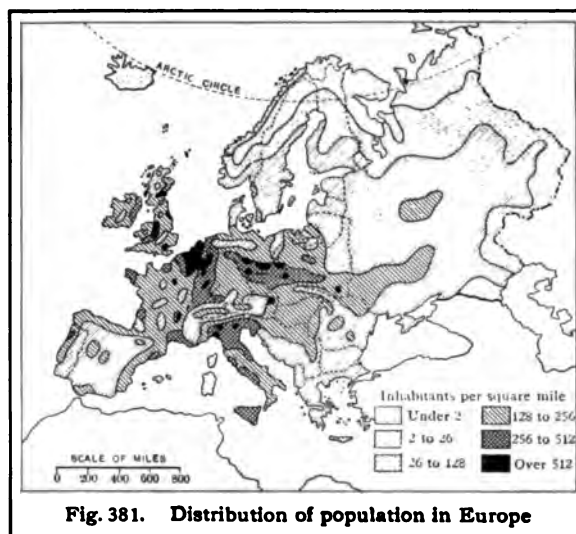 ARCTIC CIRCLE
Inhabitants per square mile
Under 2
2 to 26
26 to 128
128 to 256
256 to 512
Over 512
SCALE OF MILES
0 200 400 600 800
Fig. 381. Distribution of population in Europe